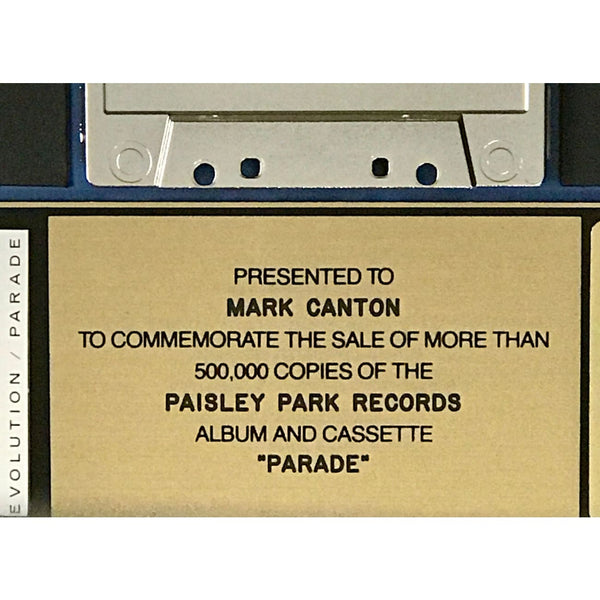 PRESENTED TO
MARK CANTON
TO COMMEMORATE THE SALE OF MORE THAN
500,000 COPIES OF THE
PAISLEY PARK RECORDS
ALBUM AND CASSETTE
"PARADE"
EVOLUTION / PARADE